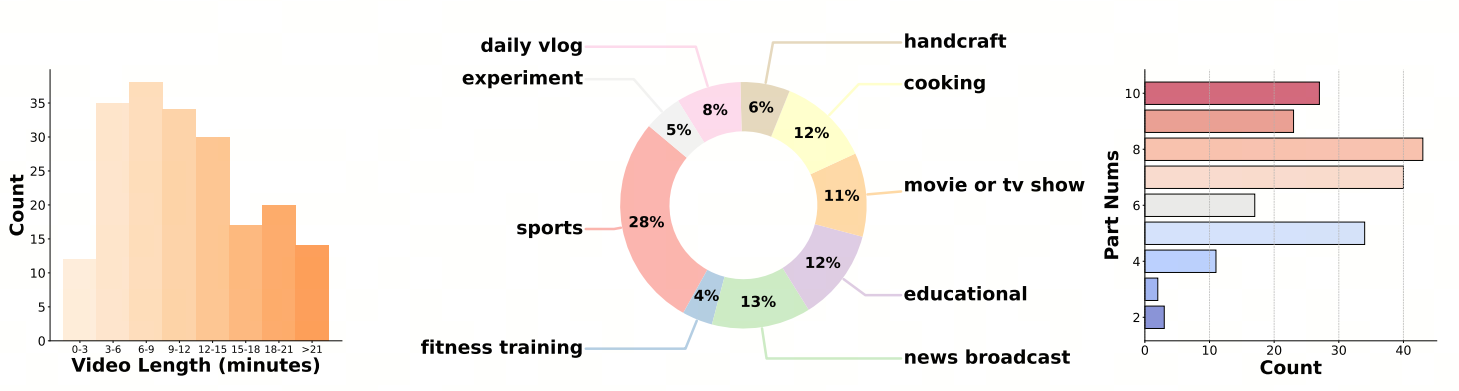 Count
35
30
25
20
15
10
5
0
0-3 3-6 6-9 9-12 12-15 15-18 18-21 >21
Video Length (minutes)
daily vlog
experiment
sports
fitness training
handcraft
cooking
movie or tv show
educational
news broadcast
8%
6%
5%
12%
11%
28%
12%
4%
13%
Part Nums
10
8
6
4
2
0 10 20 30 40
Count